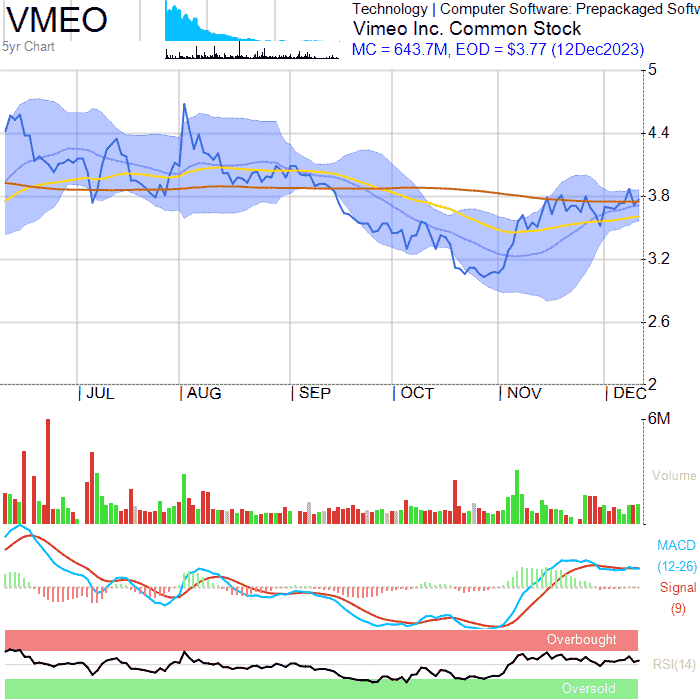 VMEO
5yr Chart
Technology | Computer Software: Prepackaged Softw
Vimeo Inc. Common Stock
MC = 643.7M, EOD = $3.77 (12Dec2023)
5
4.4
3.8
3.2
2.6
2
| JUL | AUG | SEP | OCT | NOV | DEC
6M
Volume
MACD
(12-26)
Signal
(9)
Overbought
RSI(14)
Oversold